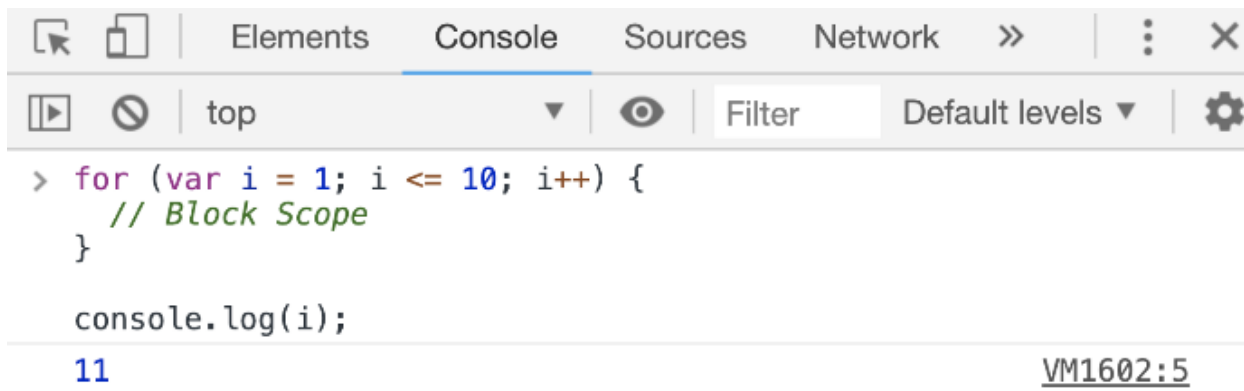 Elements Console Sources Network »
top Filter Default levels
> for (var i = 1; i <= 10; i++) {
// Block Scope
}
console.log(i);
11 VM1602:5